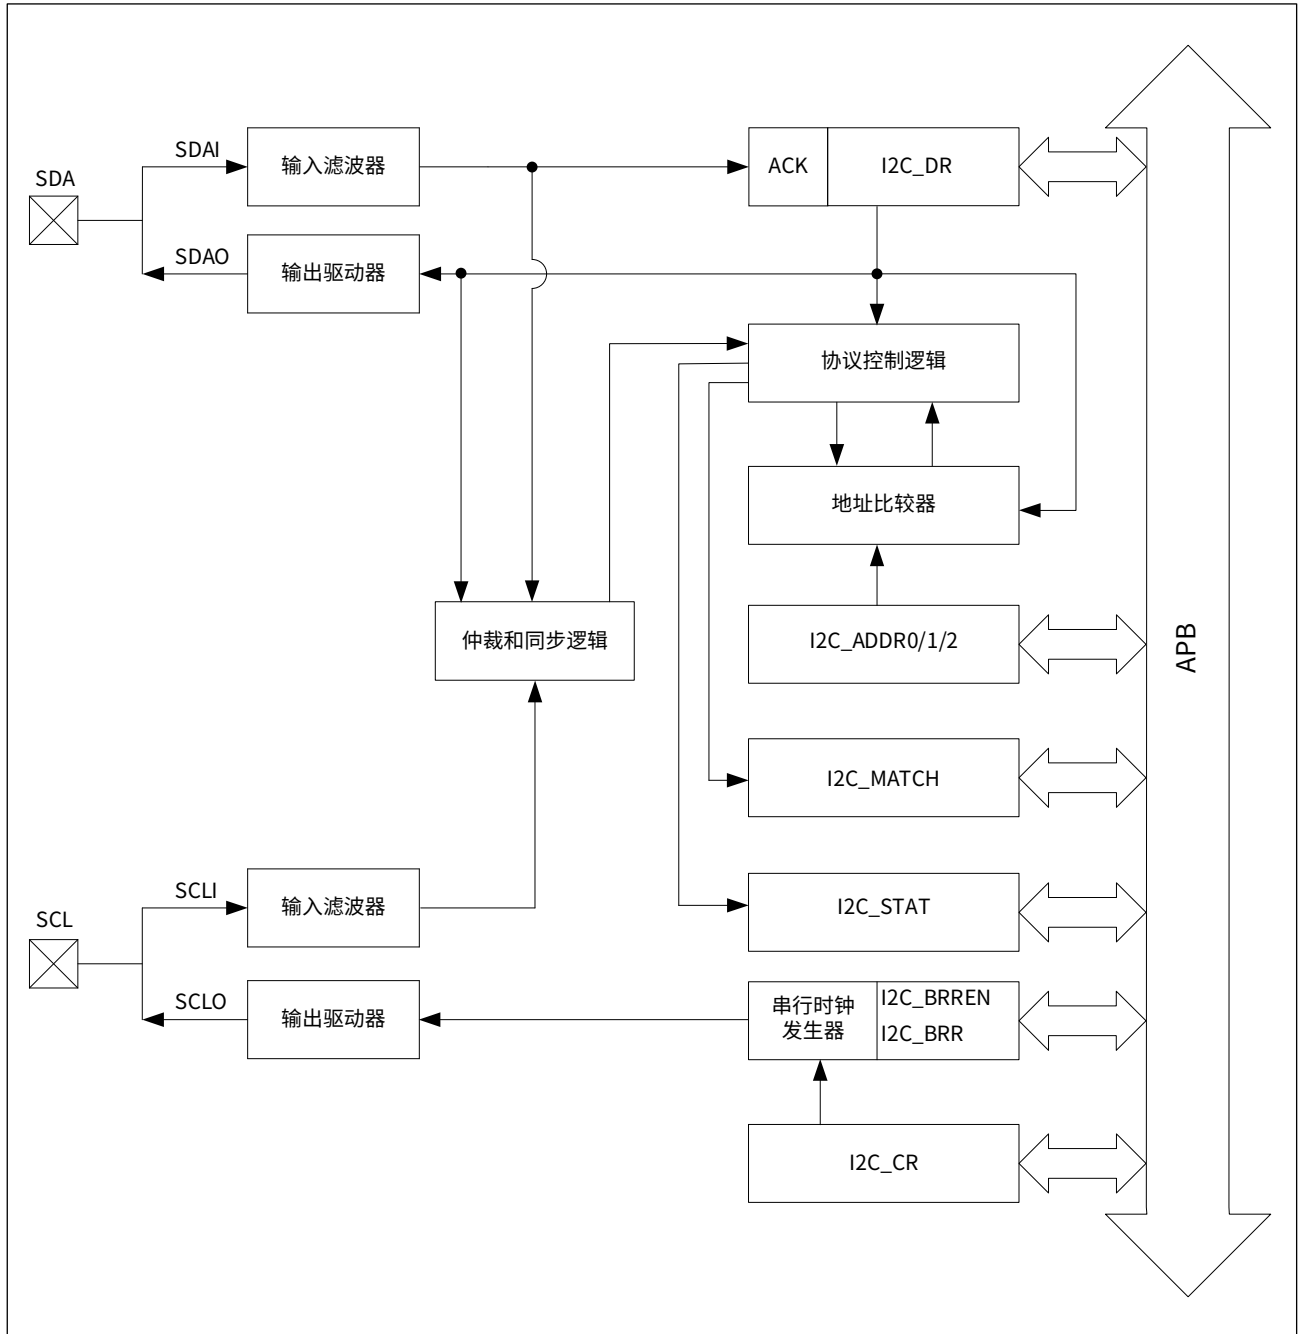 SDA
SDAI
输入滤波器
ACK
I2C_DR
SDAO
输出驱动器
协议控制逻辑
地址比较器
仲裁和同步逻辑
I2C_ADDR0/1/2
APB
I2C_MATCH
SCL
SCLI
输入滤波器
I2C_STAT
SCLO
输出驱动器
串行时钟
发生器
I2C_BRREN
I2C_BRR
I2C_CR